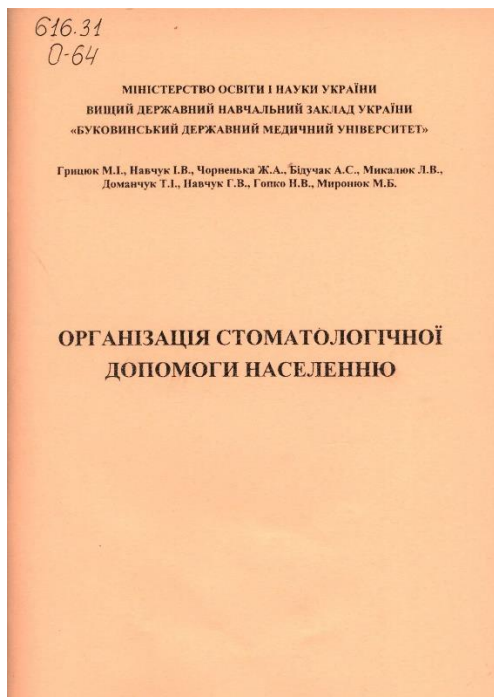 616.31
О-64
МІНІСТЕРСТВО ОСВІТИ І НАУКИ УКРАЇНИ
ВИЩИЙ ДЕРЖАВНИЙ НАВЧАЛЬНИЙ ЗАКЛАД УКРАЇНИ
«БУКОВИНСЬКИЙ ДЕРЖАВНИЙ МЕДИЧНИЙ УНІВЕРСИТЕТ»
Грицюк М.І., Навчук І.В., Чорненька Ж.А., Бідучак А.С., Микалюк Л.В.,
Доманчук Т.І., Навчук Г.В., Гопко Н.В., Миронюк М.Б.
ОРГАНІЗАЦІЯ СТОМАТОЛОГІЧНОЇ
ДОПОМОГИ НАСЕЛЕННЮ